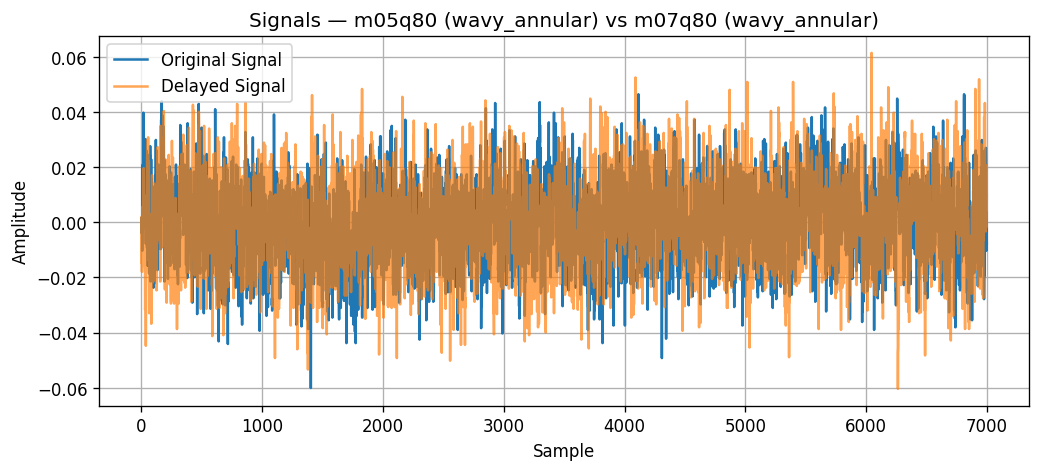 Signals — m05q80 (wavy_annular) vs m07q80 (wavy_annular)
Original Signal
Delayed Signal
0.06
0.04
0.02
0.00
−0.02
−0.04
−0.06
Amplitude
0 1000 2000 3000 4000 5000 6000 7000
Sample